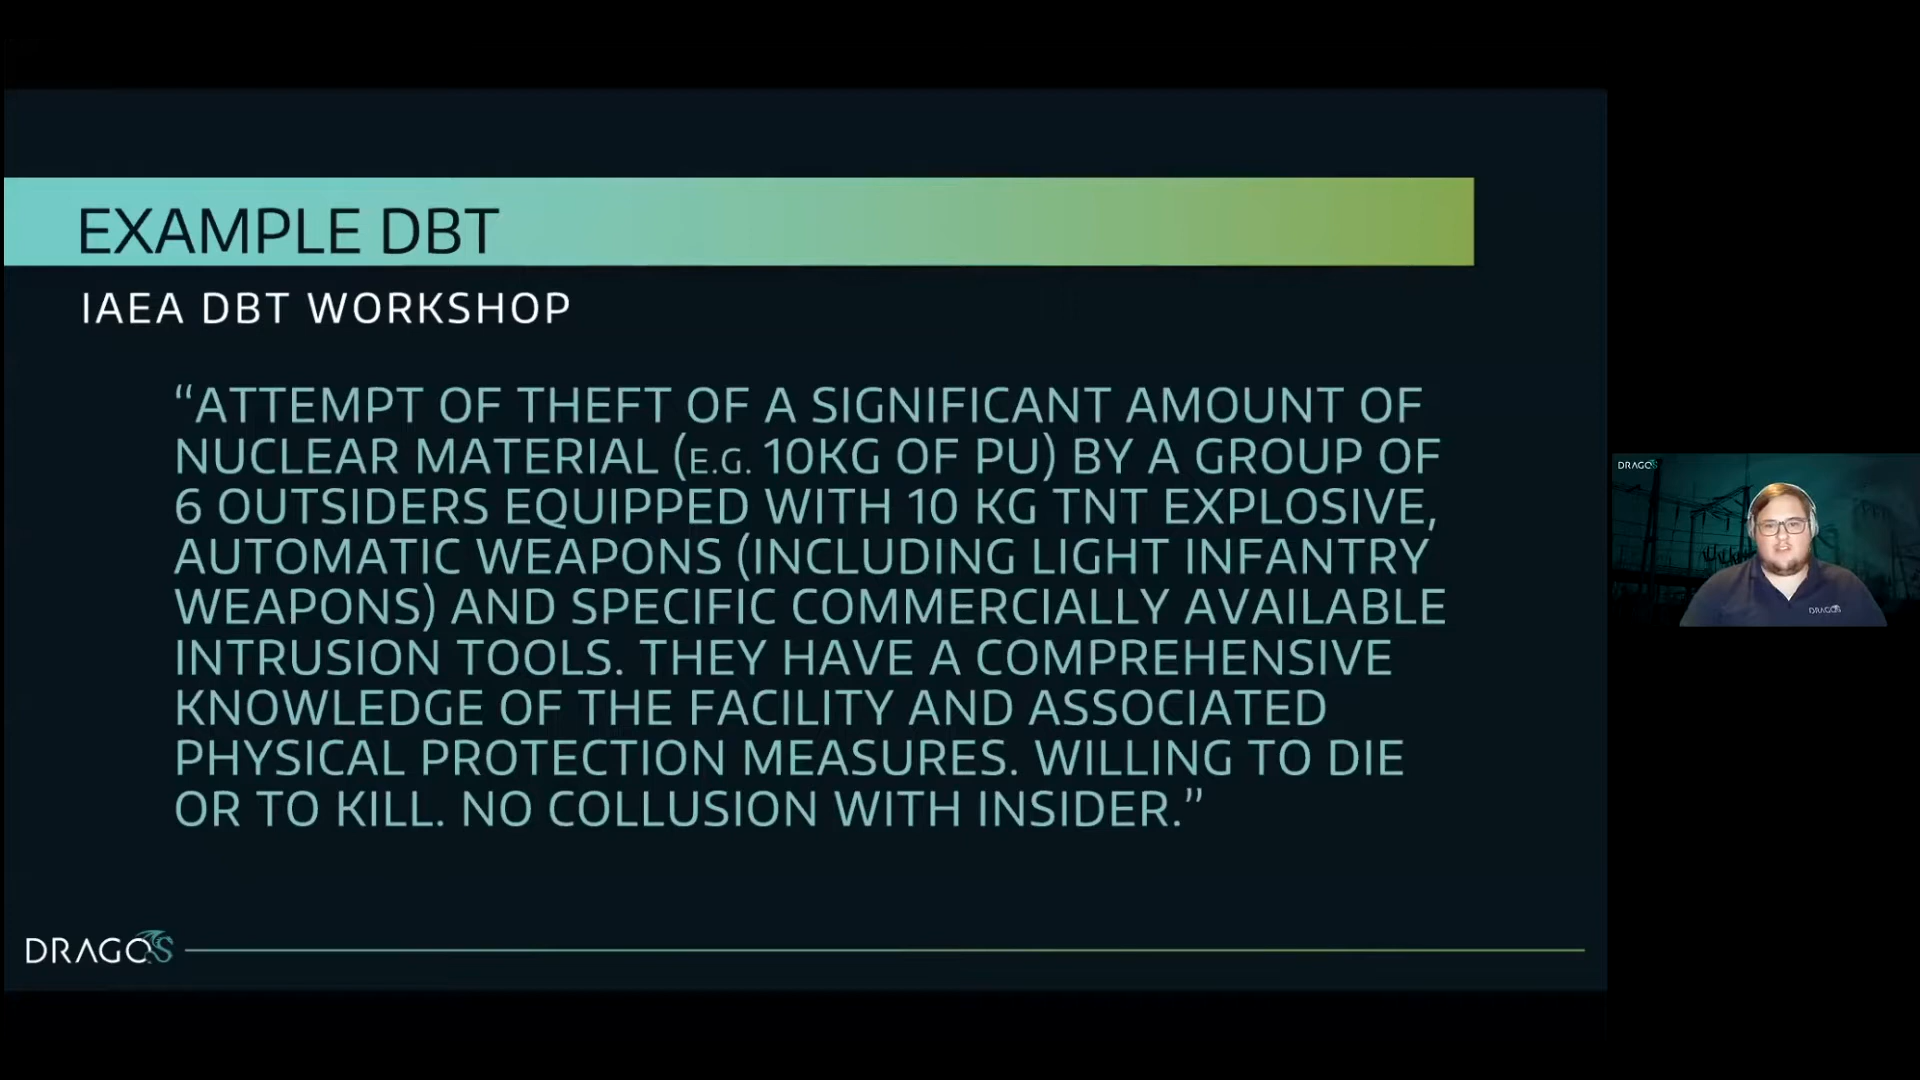 EXAMPLE DBT
IAEA DBT WORKSHOP
“ATTEMPT OF THEFT OF A SIGNIFICANT AMOUNT OF
NUCLEAR MATERIAL (E.G. 10KG OF PU) BY A GROUP OF
6 OUTSIDERS EQUIPPED WITH 10 KG TNT EXPLOSIVE,
AUTOMATIC WEAPONS (INCLUDING LIGHT INFANTRY
WEAPONS) AND SPECIFIC COMMERCIALLY AVAILABLE
INTRUSION TOOLS. THEY HAVE A COMPREHENSIVE
KNOWLEDGE OF THE FACILITY AND ASSOCIATED
PHYSICAL PROTECTION MEASURES. WILLING TO DIE
OR TO KILL. NO COLLUSION WITH INSIDER.”
DRAGOS
DRAGOS
DRAGOS